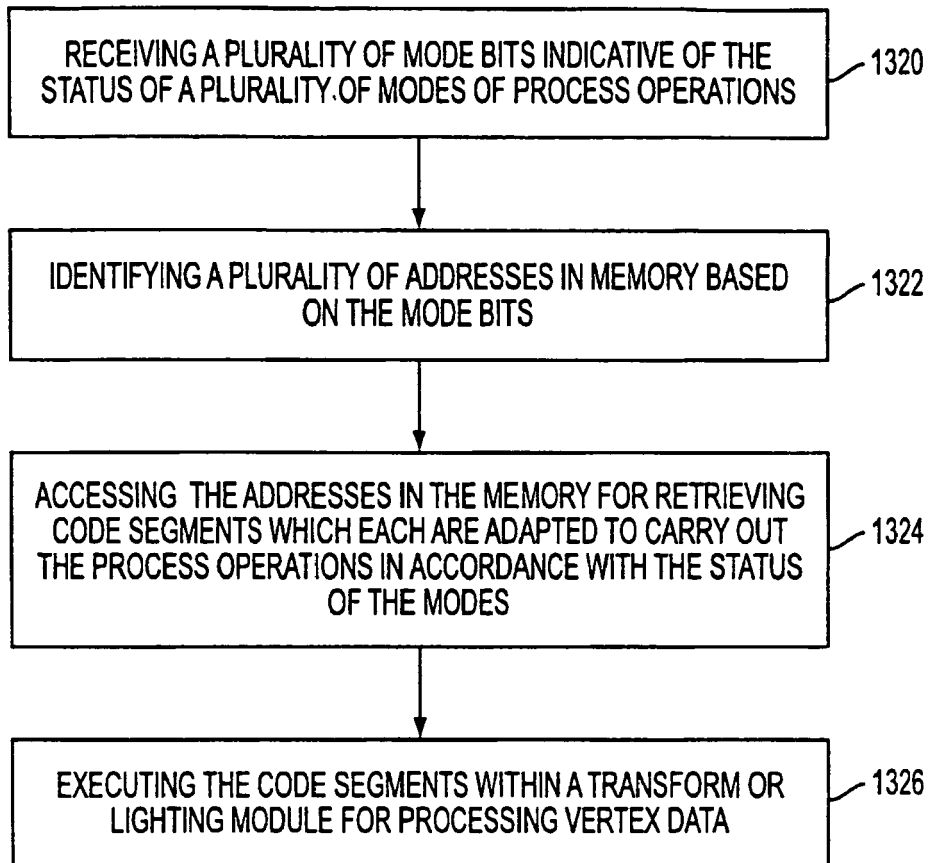 RECEIVING A PLURALITY OF MODE BITS INDICATIVE OF THE
STATUS OF A PLURALITY.OF MODES OF PROCESS OPERATIONS
1320
IDENTIFYING A PLURALITY OF ADDRESSES IN MEMORY BASED
ON THE MODE BITS
1322
ACCESSING THE ADDRESSES IN THE MEMORY FOR RETRIEVING
CODE SEGMENTS WHICH EACH ARE ADAPTED TO CARRY OUT
THE PROCESS OPERATIONS IN ACCORDANCE WITH THE STATUS
OF THE MODES
1324
EXECUTING THE CODE SEGMENTS WITHIN A TRANSFORM OR
LIGHTING MODULE FOR PROCESSING VERTEX DATA
1326